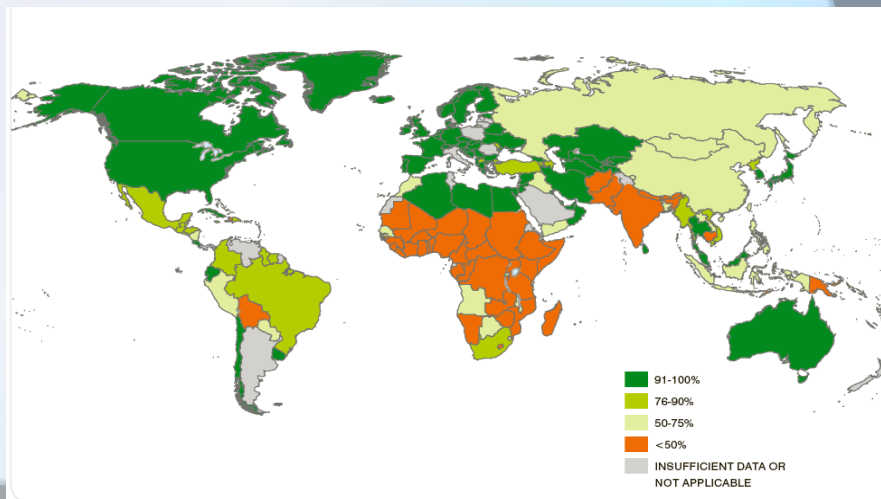 91-100%
76-90%
50-75%
<50%
INSUFFICIENT DATA OR
NOT APPLICABLE